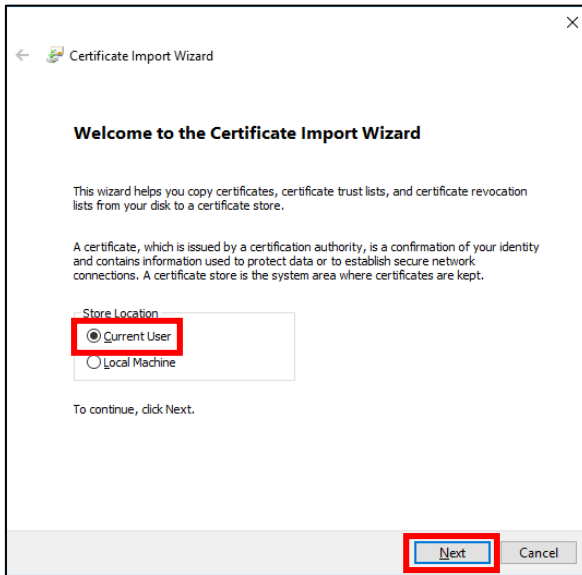 Certificate Import Wizard
Welcome to the Certificate Import Wizard
This wizard helps you copy certificates, certificate trust lists, and certificate revocation
lists from your disk to a certificate store.
A certificate, which is issued by a certification authority, is a confirmation of your identity
and contains information used to protect data or to establish secure network
connections. A certificate store is the system area where certificates are kept.
Store Location
Current User
Local Machine
To continue, click Next.
Next Cancel